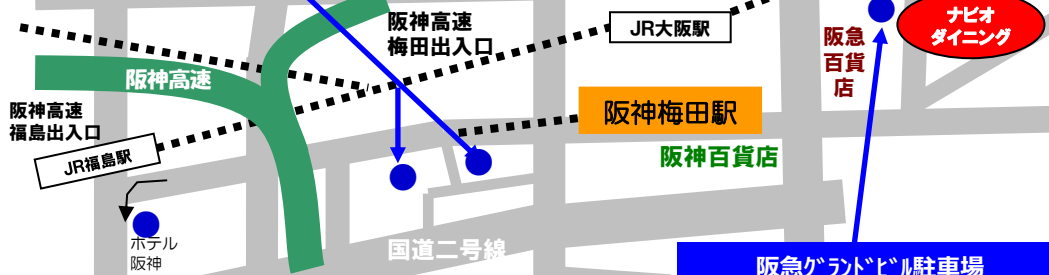 ナビオ
ダイニング
阪神高速
梅田出入口
JR大阪駅
阪急
百貨
店
阪神高速
阪神高速
福島出入口
阪神梅田駅
JR福島駅
阪神百貨店
ホテル
阪神
国道二号線
阪急ｸﾞﾗﾝﾄﾞﾋﾞﾙ駐車場